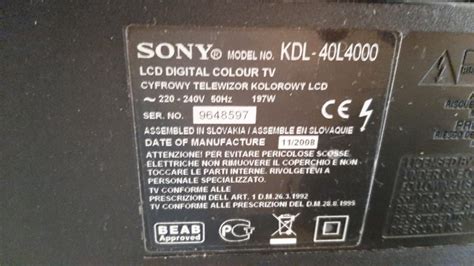 SONY® MODEL NO. KDL-40L4000
LCD DIGITAL COLOUR TV
CYFROWY TELEWIZOR KOLOROWY LCD
~ 220 - 240V 50Hz 197W
SER. NO. 9648597
ASSEMBLED IN SLOVAKIA / ASSEMBLE EN SLOVAQUIE
DATE OF MANUFACTURE 11/2008
ATTENZIONE! PER EVITARE PERICOLOSE SCOSSE
ELETTRICHE NON RIMUOVERE IL COPERCHIO E NON
TOCCARE LE PARTI INTERNE. RIVOLGETEVI A
PERSONALE SPECIALIZZATO.
TV CONFORME ALLE
PRESCRIZIONI DELL ART. 1 D.M.26.3.1992
TV CONFORME ALLE PRESCRIZIONI DEL D.M.28.8.1995
CE
BEAB
Approved